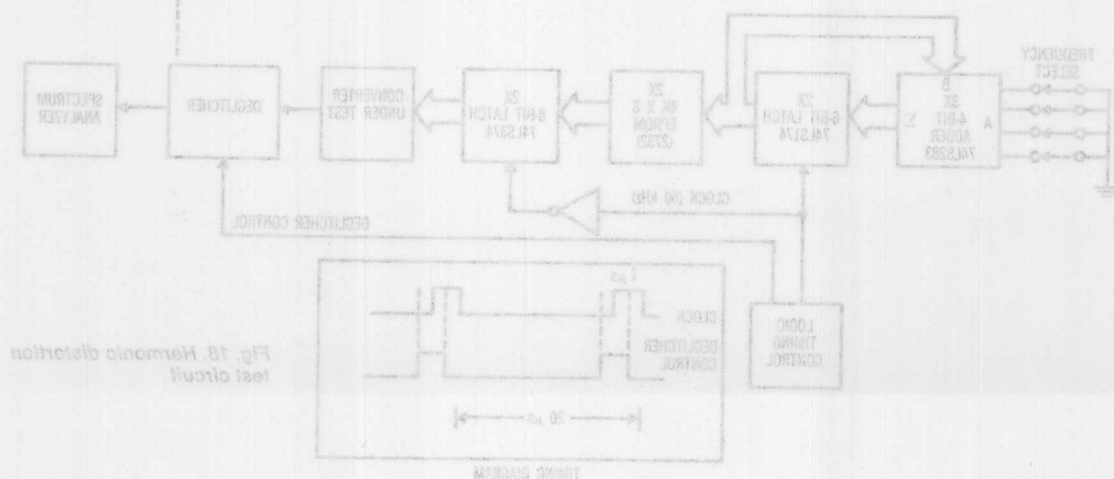 FREQUENCY
SELECT
A
B
Σ
3X
4-BIT
ADDER
74LS283
2X
6-BIT LATCH
74LS174
2X
4K X 8
EPROM
(2732)
2X
8-BIT LATCH
74LS374
CONVERTER
UNDER TEST
DEGLITCHER
SPECTRUM
ANALYZER
CLOCK (50 kHz)
DEGLITCHER CONTROL
LOGIC
TIMING
CONTROL
1 µs
CLOCK
DEGLITCHER
CONTROL
20 µs
TIMING DIAGRAM
Fig. 18. Harmonic distortion
test circuit